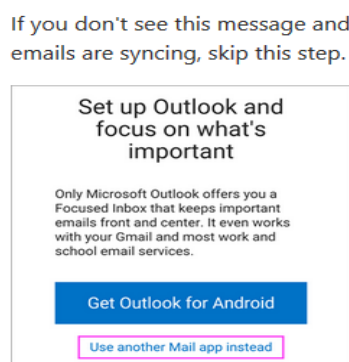 If you don't see this message and
emails are syncing, skip this step.
Set up Outlook and
focus on what's
important
Only Microsoft Outlook offers you a
Focused Inbox that keeps important
emails front and center. It even works
with your Gmail and most work and
school email services.
Get Outlook for Android
Use another Mail app instead